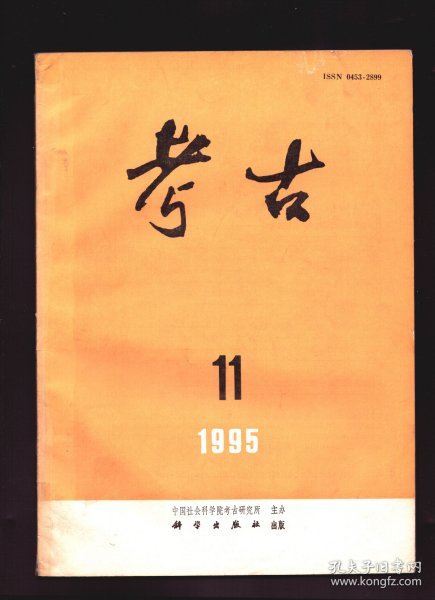 ISSN 0453-2899
考古
11
1995
中国社会科学院考古研究所 主办
科学出版社 出版
孔夫子旧书网
www.kongfz.com